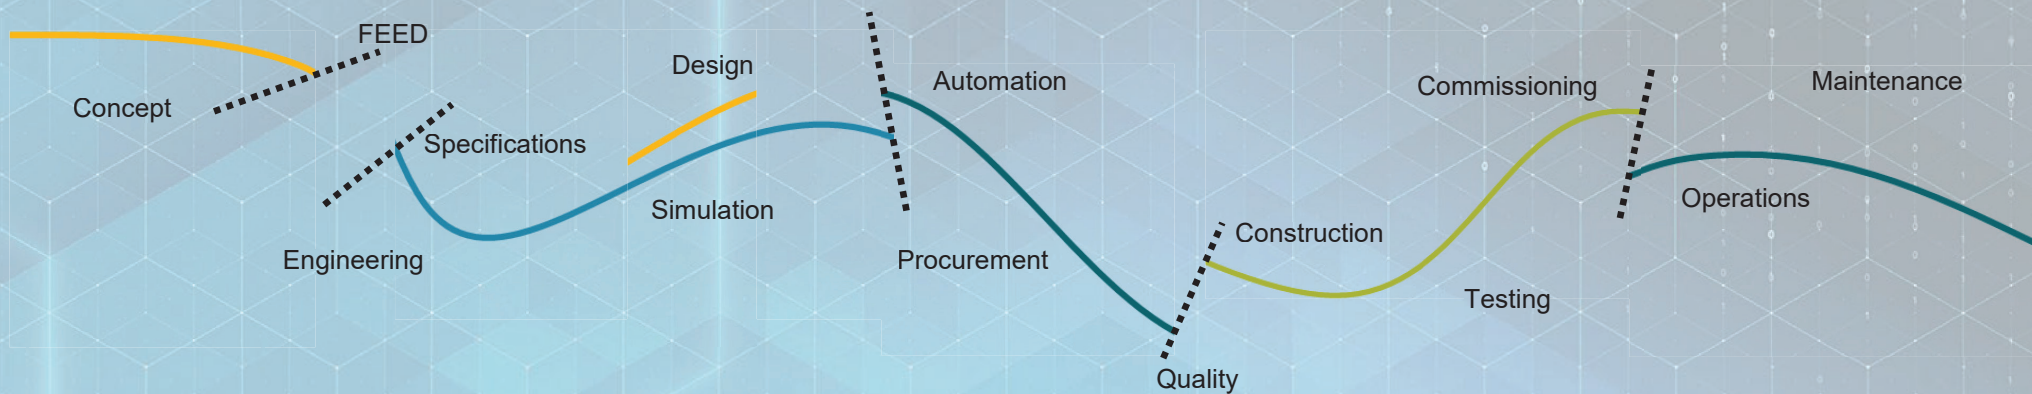 Concept
FEED
Engineering
Specifications
Design
Simulation
Automation
Procurement
Quality
Construction
Commissioning
Testing
Operations
Maintenance